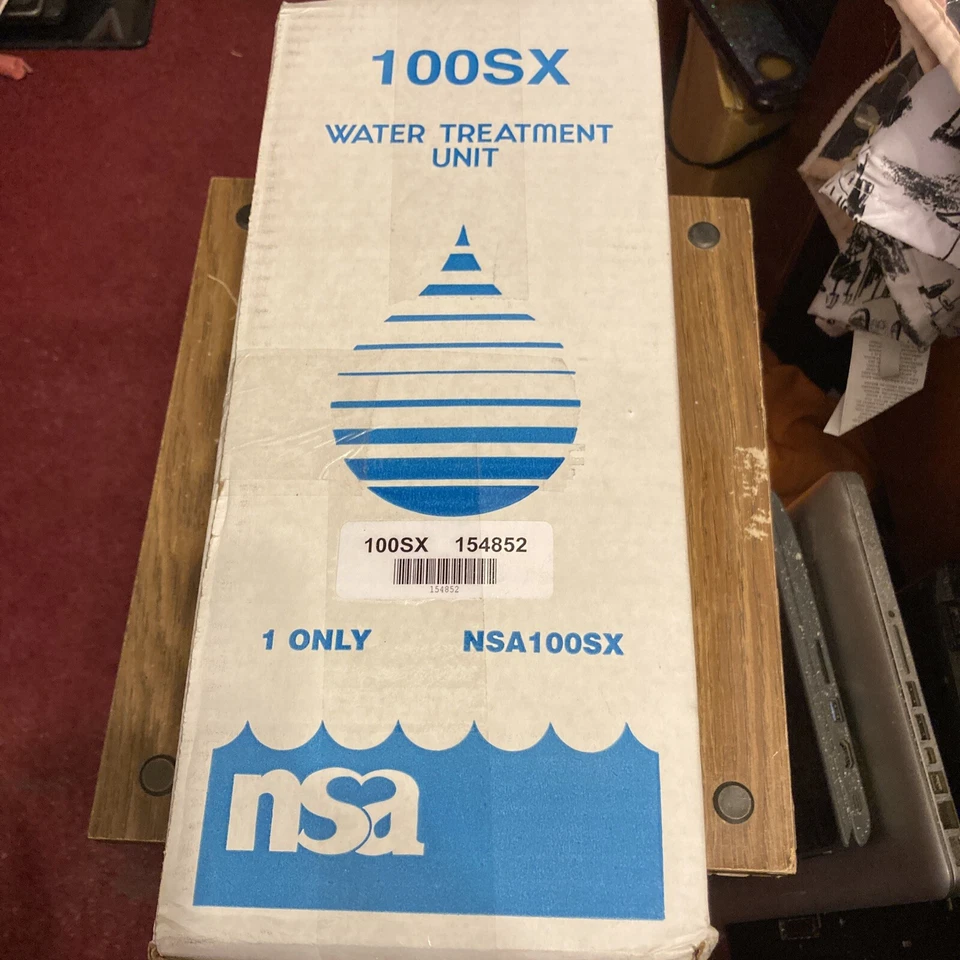 100SX
WATER TREATMENT
UNIT
100SX 154852
154852
1 ONLY NSA100SX
nsa